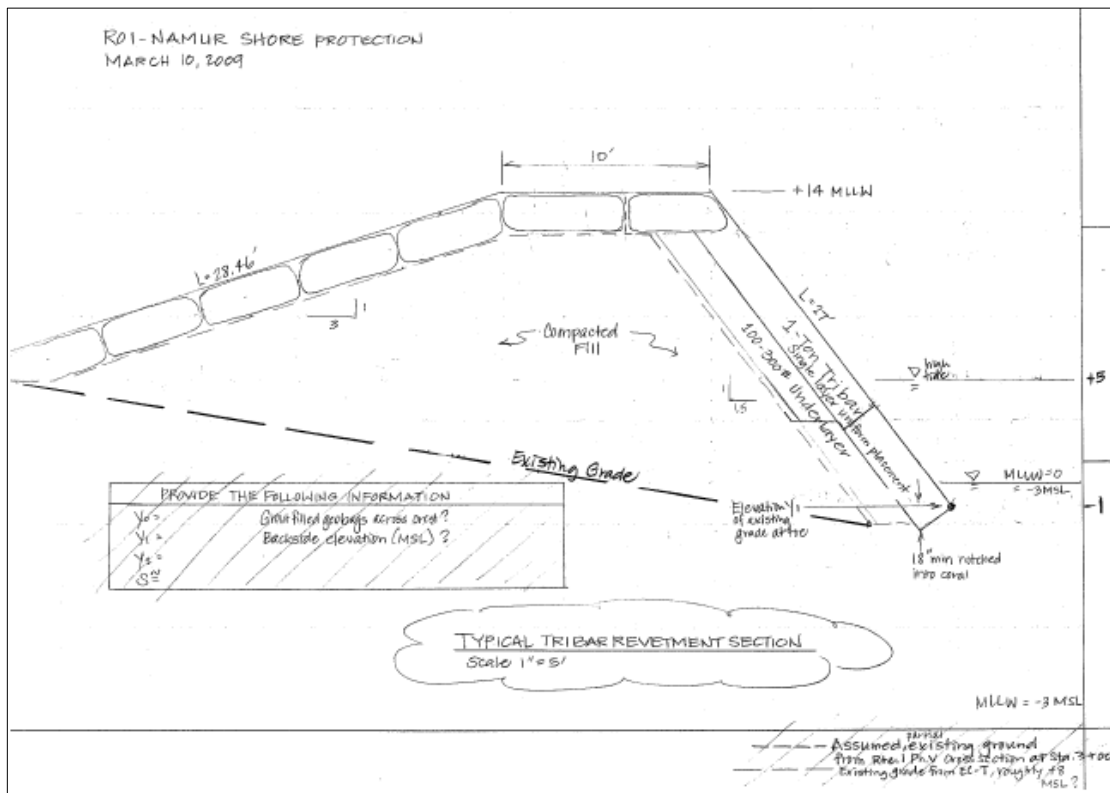 ROI-NAMUR SHORE PROTECTION
MARCH 10, 2009
10'
+14 MLLW
L=28.46'
1
3
Compacted
Fill
L=27'
1-Ton Tribar
Single layer uniform placement
100-300# Underlayer
1
1.5
high
tide
+5
MLLW=0
= -3MSL
-1
Existing Grade
Elevation Y1
of existing
grade at toe
18" min notched
into coral
PROVIDE THE FOLLOWING INFORMATION
Y0 = Grout filled geobags across crest?
Y1 = Backside elevation (MSL)?
Y2 =
S ≅
TYPICAL TRIBAR REVETMENT SECTION
Scale 1"=5'
MLLW = -3 MSL
partial
Assumed, existing ground
from Cross section at Sta. 3+00
Existing grade from roughly +8
MSL?